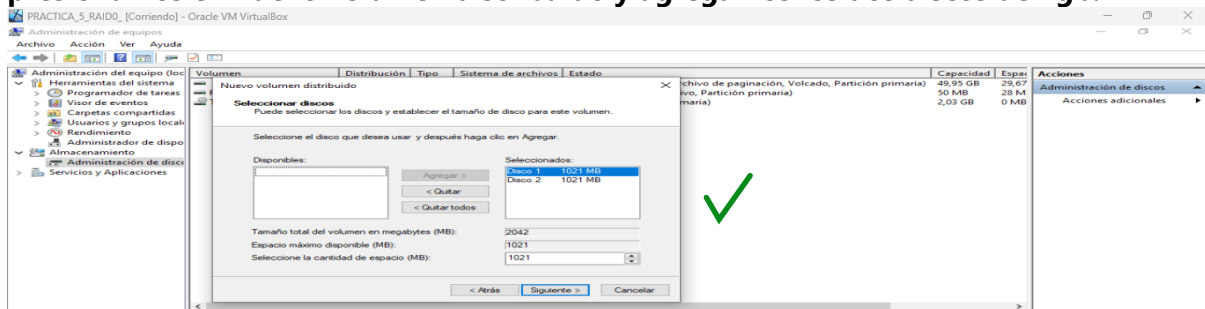 PRACTICA_5_RAID0_ [Corriendo] - Oracle VM VirtualBox
Administración de equipos
Archivo Acción Ver Ayuda
Administración del equipo (loc
Herramientas del sistema
Programador de tareas
Visor de eventos
Carpetas compartidas
Usuarios y grupos locale
Rendimiento
Administrador de dispo
Almacenamiento
Administración de disco
Servicios y Aplicaciones
Volumen Distribución Tipo Sistema de archivos Estado Capacidad Espac
chivo de paginación, Volcado, Partición primaria) 49,95 GB 29,67
vo, Partición primaria) 50 MB 28 M
maria) 2,03 GB 0 MB
Nuevo volumen distribuido
Seleccionar discos
Puede seleccionar los discos y establecer el tamaño de disco para este volumen.
Seleccione el disco que desea usar y después haga clic en Agregar.
Disponibles:
Agregar >
< Quitar
< Quitar todos
Seleccionados:
Disco 1 1021 MB
Disco 2 1021 MB
Tamaño total del volumen en megabytes (MB): 2042
Espacio máximo disponible (MB): 1021
Seleccione la cantidad de espacio (MB): 1021
< Atrás Siguiente > Cancelar
Acciones
Administración de discos
Acciones adicionales